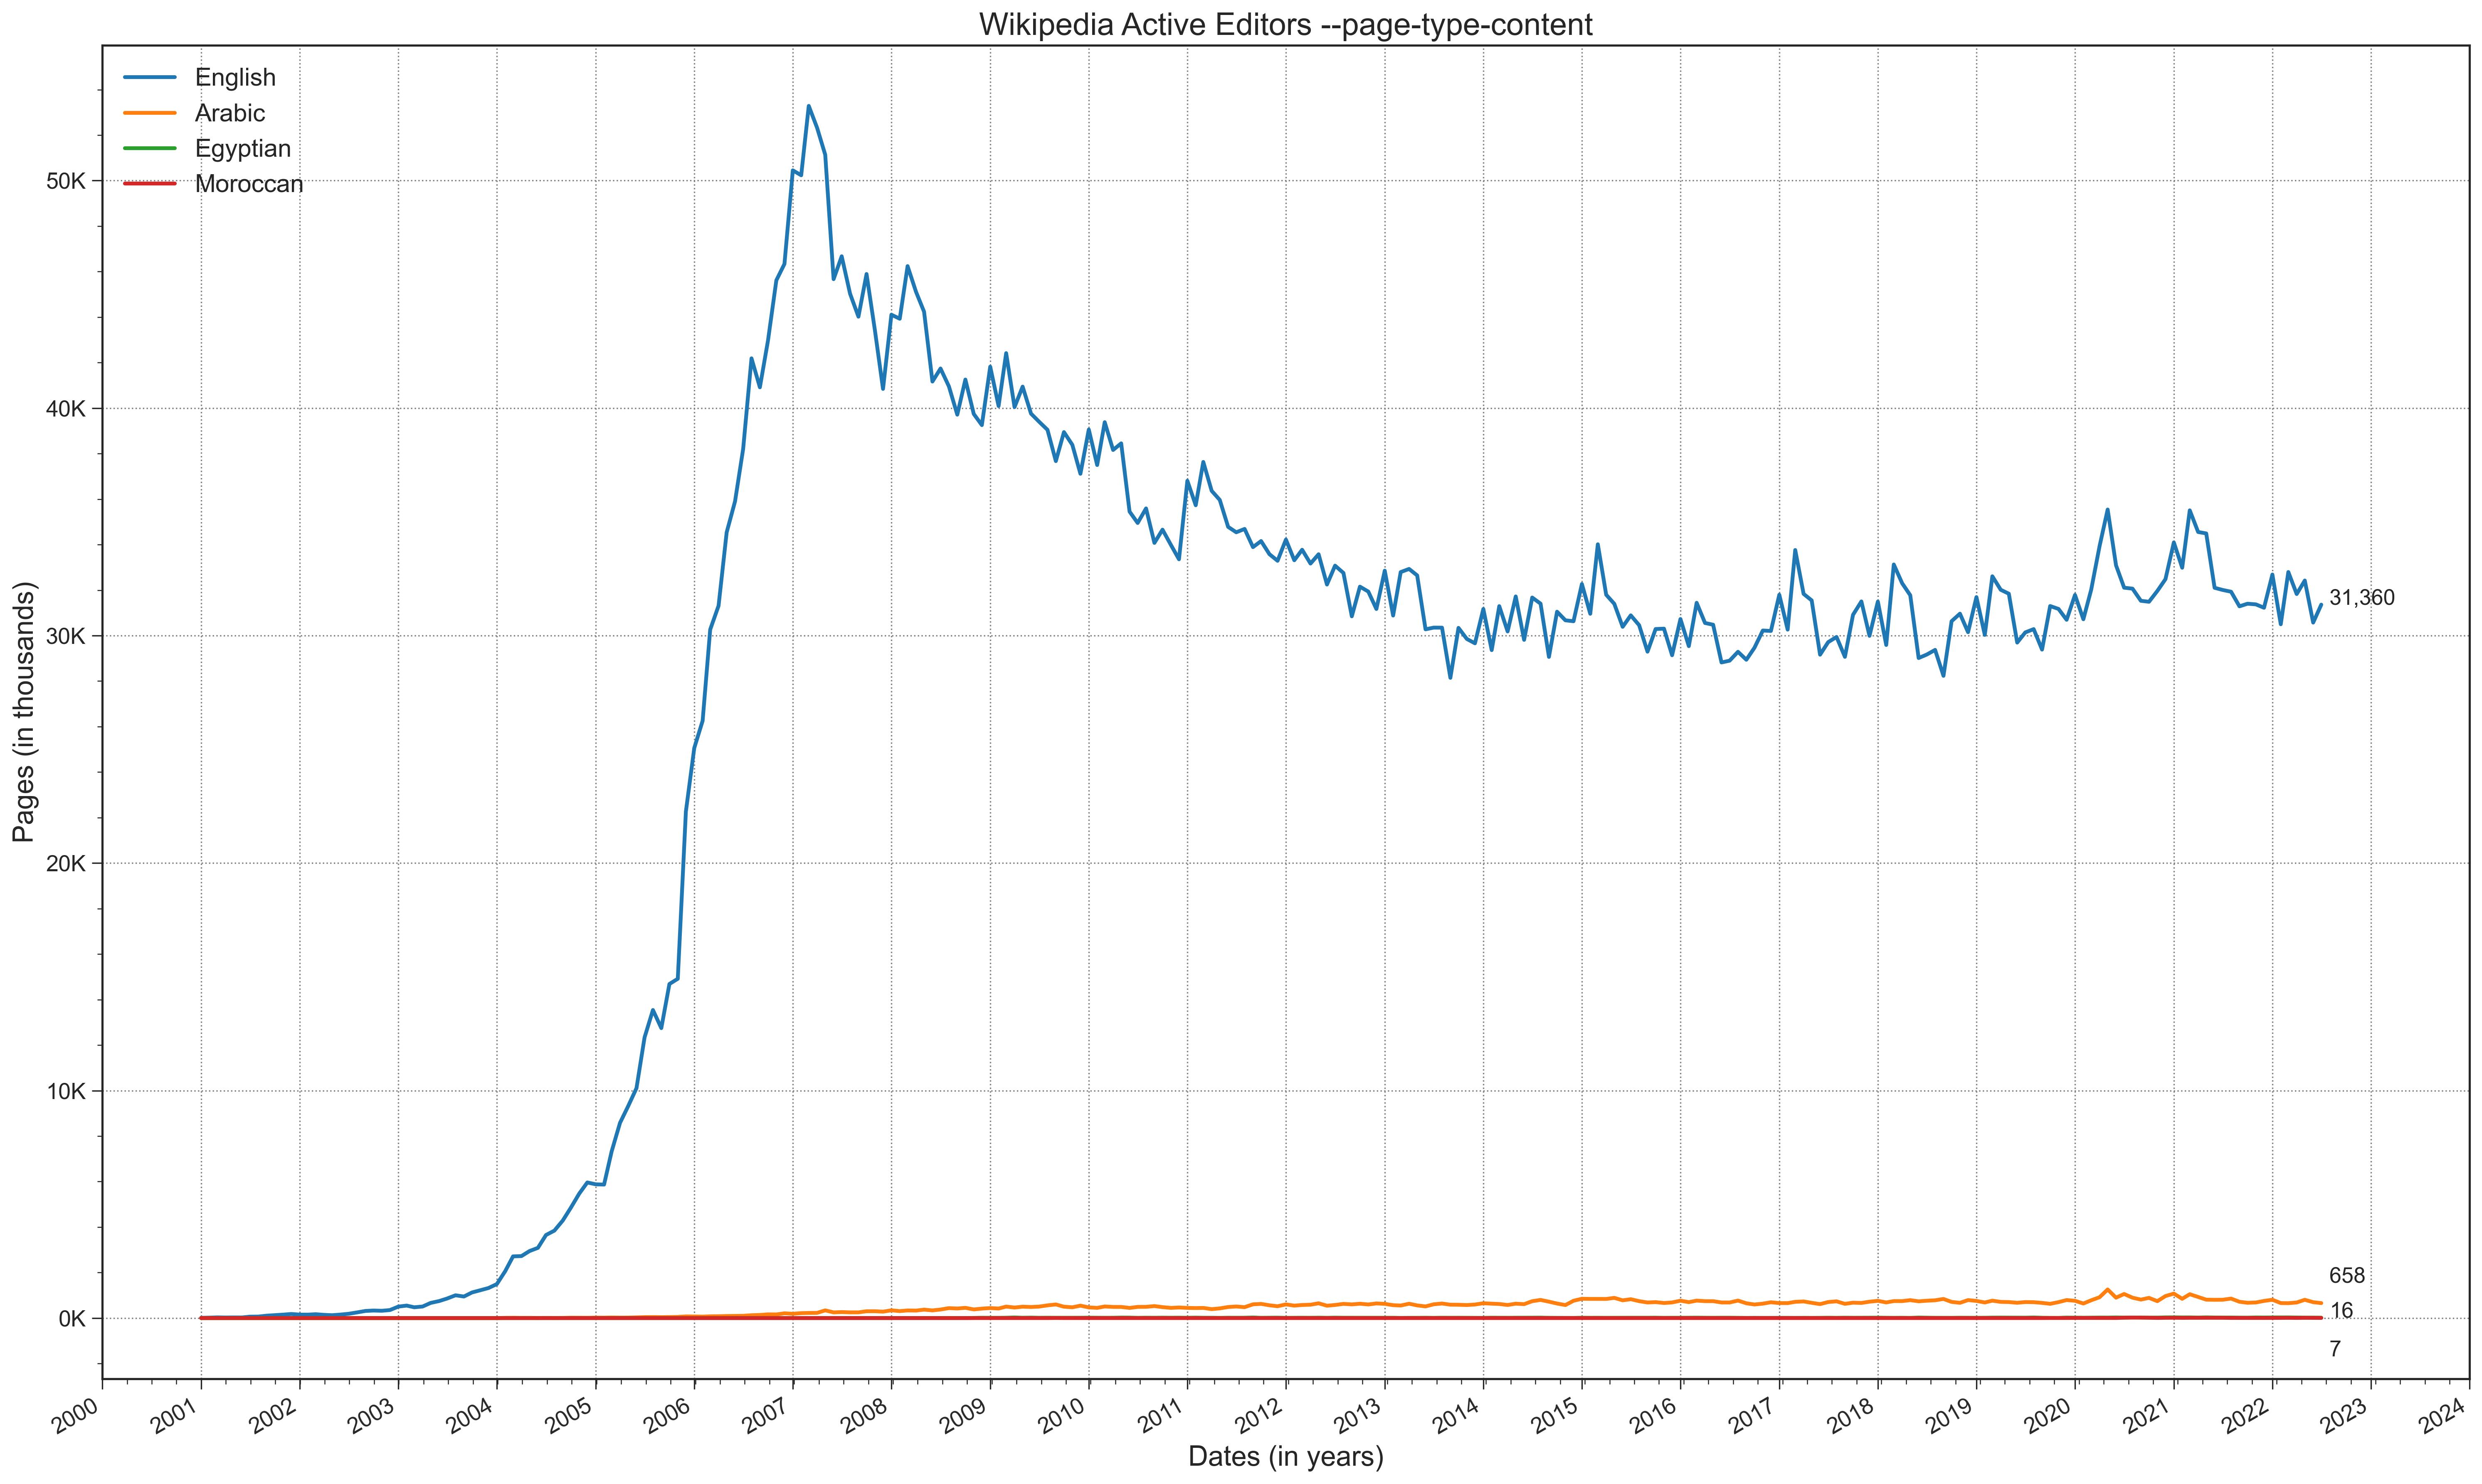 Wikipedia Active Editors --page-type-content
English
Arabic
Egyptian
Moroccan
Pages (in thousands)
50K
40K
30K
20K
10K
0K
31,360
658
16
7
2000
2001
2002
2003
2004
2005
2006
2007
2008
2009
2010
2011
2012
2013
2014
2015
2016
2017
2018
2019
2020
2021
2022
2023
2024
Dates (in years)